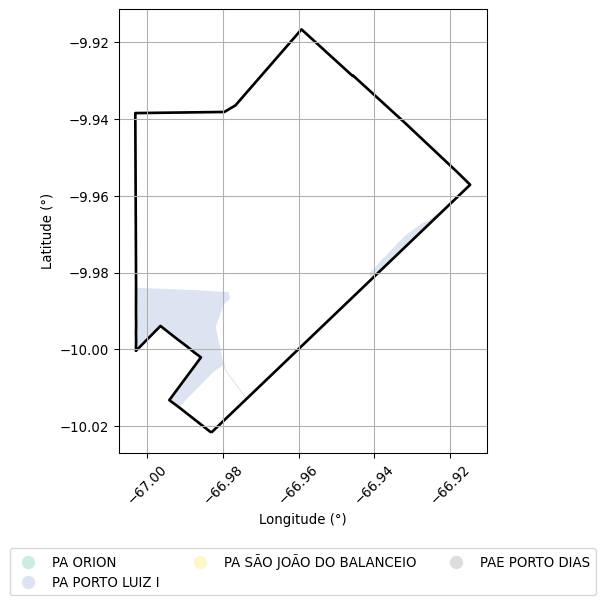 −9.92
−9.94
−9.96
−9.98
−10.00
−10.02
Latitude (°)
−67.00
−66.98
−66.96
−66.94
−66.92
Longitude (°)
PA ORION
PA SÃO JOÃO DO BALANCEIO
PAE PORTO DIAS
PA PORTO LUIZ I